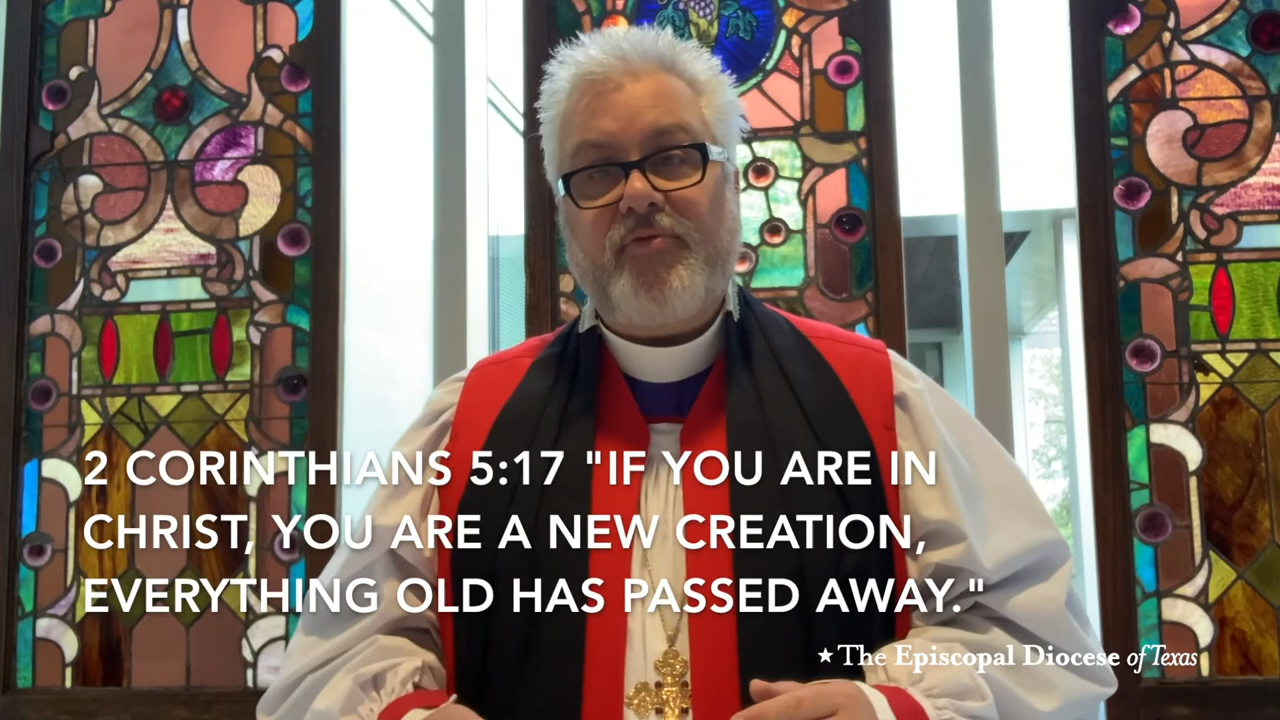 2 CORINTHIANS 5:17 "IF YOU ARE IN
CHRIST, YOU ARE A NEW CREATION,
EVERYTHING OLD HAS PASSED AWAY."
★The Episcopal Diocese of Texas